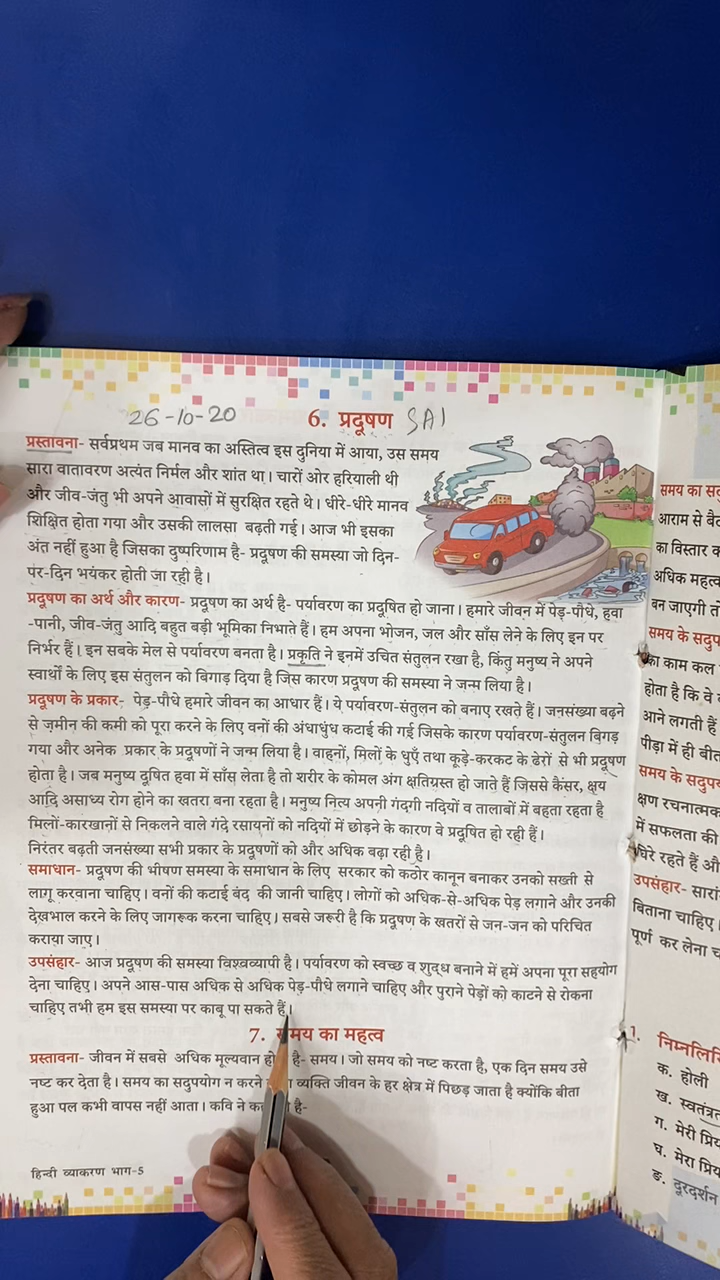 26-10-20 6. प्रदूषण SAI
प्रस्तावना- सर्वप्रथम जब मानव का अस्तित्व इस दुनिया में आया, उस समय
सारा वातावरण अत्यंत निर्मल और शांत था। चारों ओर हरियाली थी
और जीव-जंतु भी अपने आवासों में सुरक्षित रहते थे। धीरे-धीरे मानव
शिक्षित होता गया और उसकी लालसा बढ़ती गई। आज भी इसका
अंत नहीं हुआ है जिसका दुष्परिणाम है- प्रदूषण की समस्या जो दिन-
पर-दिन भयंकर होती जा रही है।
प्रदूषण का अर्थ और कारण- प्रदूषण का अर्थ है- पर्यावरण का प्रदूषित हो जाना। हमारे जीवन में पेड़-पौधे, हवा
-पानी, जीव-जंतु आदि बहुत बड़ी भूमिका निभाते हैं। हम अपना भोजन, जल और साँस लेने के लिए इन पर
निर्भर हैं। इन सबके मेल से पर्यावरण बनता है। प्रकृति ने इनमें उचित संतुलन रखा है, किंतु मनुष्य ने अपने
स्वार्थों के लिए इस संतुलन को बिगाड़ दिया है जिस कारण प्रदूषण की समस्या ने जन्म लिया है।
प्रदूषण के प्रकार- पेड़-पौधे हमारे जीवन का आधार हैं। ये पर्यावरण-संतुलन को बनाए रखते हैं। जनसंख्या बढ़ने
से ज़मीन की कमी को पूरा करने के लिए वनों की अंधाधुंध कटाई की गई जिसके कारण पर्यावरण-संतुलन बिगड़
गया और अनेक प्रकार के प्रदूषणों ने जन्म लिया है। वाहनों, मिलों के धुएँ तथा कूड़े-करकट के ढेरों से भी प्रदूषण
होता है। जब मनुष्य दूषित हवा में साँस लेता है तो शरीर के कोमल अंग क्षतिग्रस्त हो जाते हैं जिससे कैंसर, क्षय
आदि असाध्य रोग होने का खतरा बना रहता है। मनुष्य नित्य अपनी गंदगी नदियों व तालाबों में बहता रहता है
मिलों-कारखानों से निकलने वाले गंदे रसायनों को नदियों में छोड़ने के कारण वे प्रदूषित हो रही हैं।
निरंतर बढ़ती जनसंख्या सभी प्रकार के प्रदूषणों को और अधिक बढ़ा रही है।
समाधान- प्रदूषण की भीषण समस्या के समाधान के लिए सरकार को कठोर कानून बनाकर उनको सख्ती से
लागू करवाना चाहिए। वनों की कटाई बंद की जानी चाहिए। लोगों को अधिक-से-अधिक पेड़ लगाने और उनकी
देखभाल करने के लिए जागरूक करना चाहिए। सबसे जरूरी है कि प्रदूषण के खतरों से जन-जन को परिचित
कराया जाए।
उपसंहार- आज प्रदूषण की समस्या विश्वव्यापी है। पर्यावरण को स्वच्छ व शुद्ध बनाने में हमें अपना पूरा सहयोग
देना चाहिए। अपने आस-पास अधिक से अधिक पेड़-पौधे लगाने चाहिए और पुराने पेड़ों को काटने से रोकना
चाहिए तभी हम इस समस्या पर काबू पा सकते हैं।
7. समय का महत्व
प्रस्तावना- जीवन में सबसे अधिक मूल्यवान है- समय। जो समय को नष्ट करता है, एक दिन समय उसे
नष्ट कर देता है। समय का सदुपयोग न करने व्यक्ति जीवन के हर क्षेत्र में पिछड़ जाता है क्योंकि बीता
हुआ पल कभी वापस नहीं आता। कवि ने है-
हिन्दी व्याकरण भाग-5
समय का
आराम से
का विस्तार
अधिक महत्व
बन जाएगी
समय के
का काम कल
होता है कि वे
आने लगती हैं
पीड़ा में ही
समय के
क्षण रचनात्मक
में सफलता की
घिरे रहते हैं
उपसंहार-
बिताना चाहिए।
पूर्ण कर लेना
1.
क. होली
ख.
ग. मेरी
घ. मेरा
ङ. दूरदर्शन